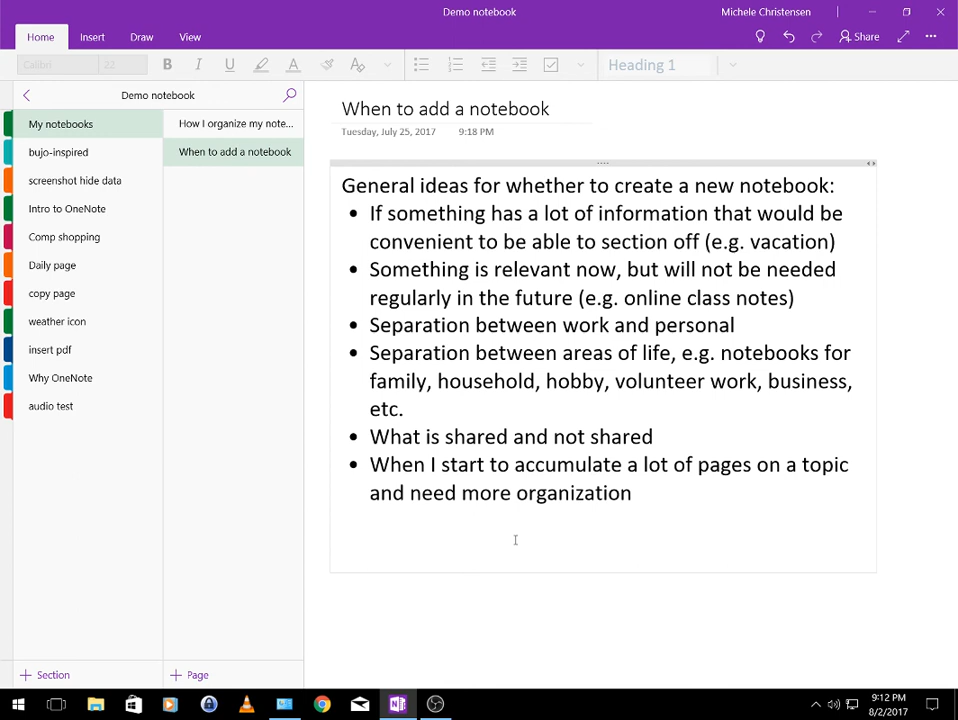 Demo notebook
Michele Christensen
Home
Insert
Draw
View
Share
Calibri
22
B
I
U
A
Heading 1
Demo notebook
My notebooks
bujo-inspired
screenshot hide data
Intro to OneNote
Comp shopping
Daily page
copy page
weather icon
insert pdf
Why OneNote
audio test
+ Section
How I organize my note...
When to add a notebook
+ Page
When to add a notebook
Tuesday, July 25, 2017 9:18 PM
General ideas for whether to create a new notebook:
• If something has a lot of information that would be
convenient to be able to section off (e.g. vacation)
• Something is relevant now, but will not be needed
regularly in the future (e.g. online class notes)
• Separation between work and personal
• Separation between areas of life, e.g. notebooks for
family, household, hobby, volunteer work, business,
etc.
• What is shared and not shared
• When I start to accumulate a lot of pages on a topic
and need more organization
9:12 PM
8/2/2017